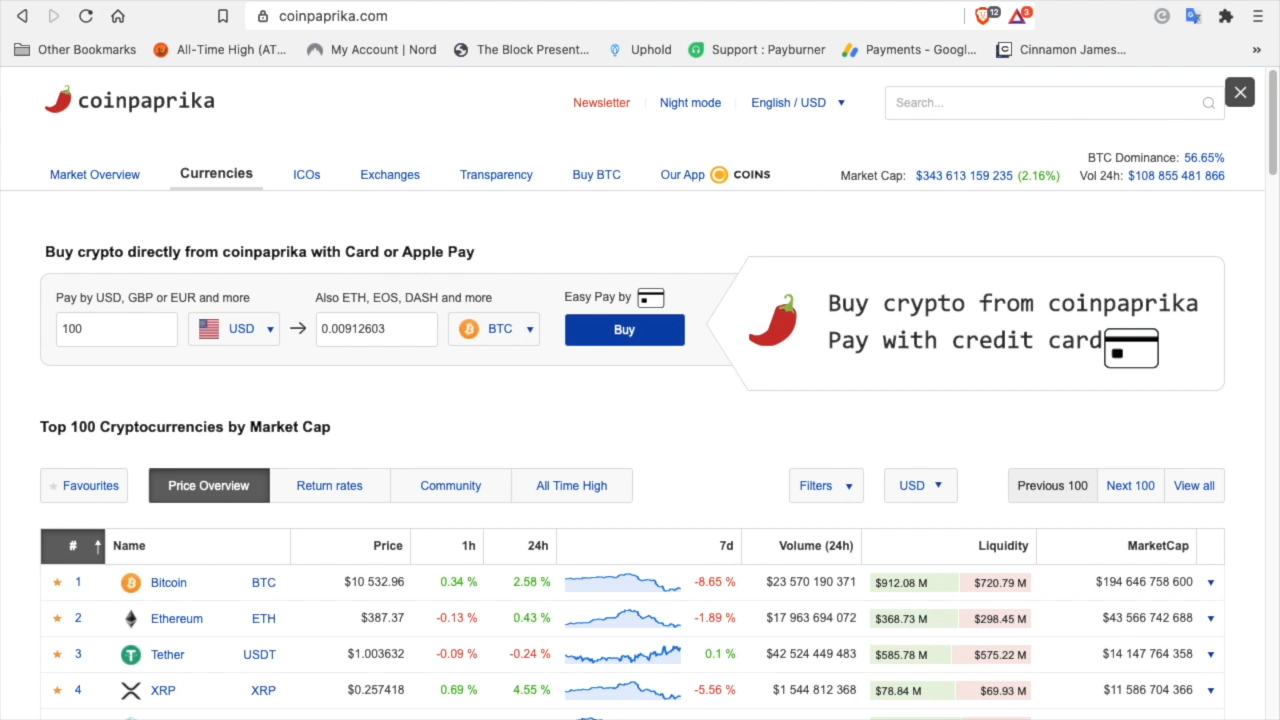 coinpaprika.com
12
3
Other Bookmarks
All-Time High (AT...
My Account | Nord
The Block Present...
Uphold
Support : Payburner
Payments - Googl...
Cinnamon James...
»
coinpaprika
Newsletter
Night mode
English / USD
Search...
BTC Dominance: 56.65%
Market Overview
Currencies
ICOs
Exchanges
Transparency
Buy BTC
Our App COINS
Market Cap: $343 613 159 235 (2.16%)
Vol 24h: $108 855 481 866
Buy crypto directly from coinpaprika with Card or Apple Pay
Pay by USD, GBP or EUR and more
Also ETH, EOS, DASH and more
Easy Pay by
100
USD
0.00912603
BTC
Buy
Buy crypto from coinpaprika
Pay with credit card
Top 100 Cryptocurrencies by Market Cap
Favourites
Price Overview
Return rates
Community
All Time High
Filters
USD
Previous 100
Next 100
View all
# Name Price 1h 24h 7d Volume (24h) Liquidity MarketCap
1 Bitcoin BTC $10 532.96 0.34 % 2.58 % -8.65 % $23 570 190 371 $912.08 M $720.79 M $194 646 758 600
2 Ethereum ETH $387.37 -0.13 % 0.43 % -1.89 % $17 963 694 072 $368.73 M $298.45 M $43 566 742 688
3 Tether USDT $1.003632 -0.09 % -0.24 % 0.1 % $42 524 449 483 $585.78 M $575.22 M $14 147 764 358
4 XRP XRP $0.257418 0.69 % 4.55 % -5.56 % $1 544 812 368 $78.84 M $69.93 M $11 586 704 366